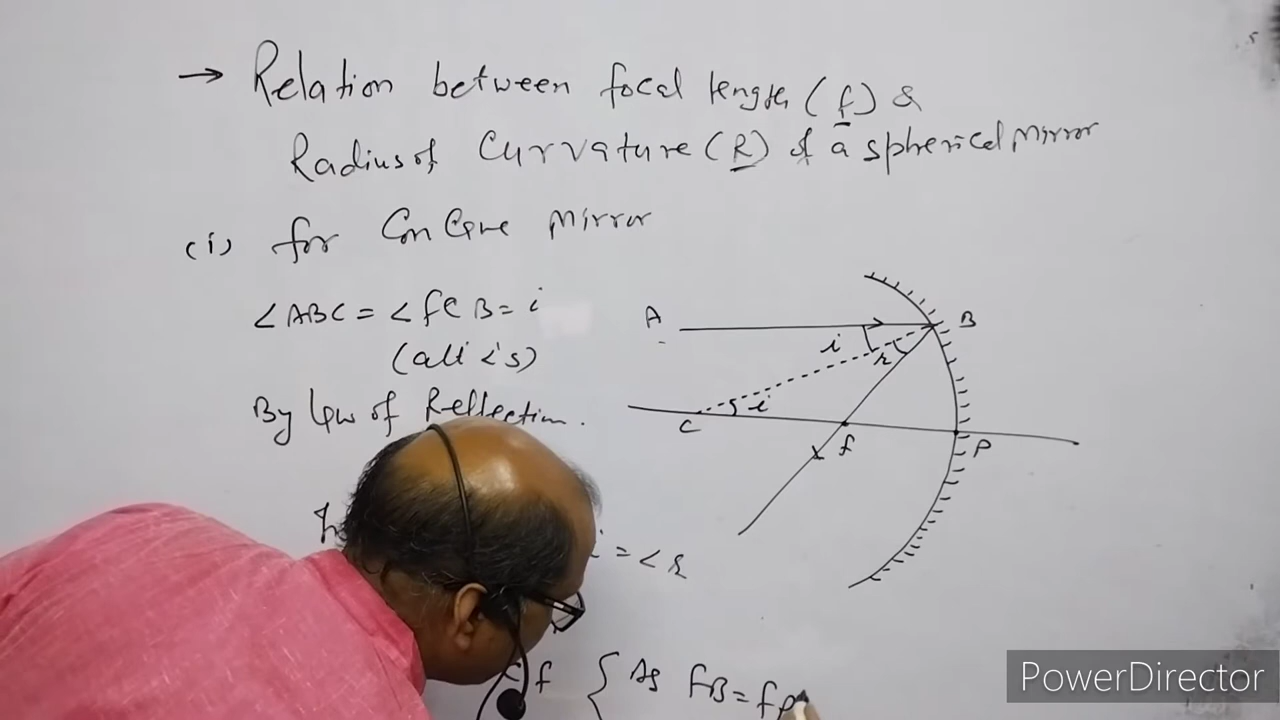 → Relation between focal length (f) &
Radius of Curvature (R) of a spherical mirror
(i) for Concave mirror
∠ABC = ∠fCB = i
(alt ∠s)
By Law of Reflection.
= ∠r
f { As fB = fP
A
B
i
r
i
C
f
P
PowerDirector